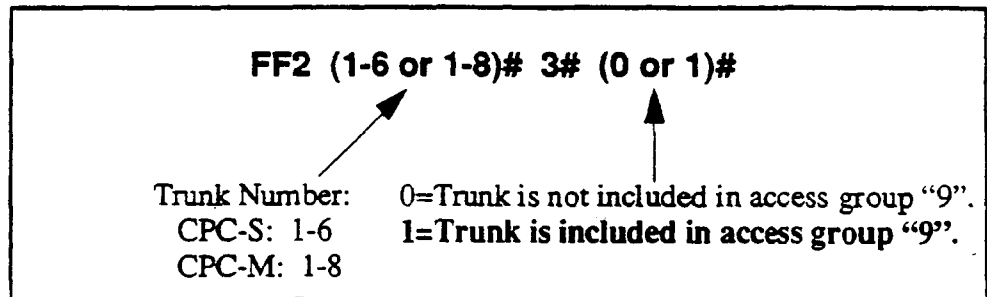 FF2 (1-6 or 1-8)# 3# (0 or 1)#
Trunk Number: 0=Trunk is not included in access group “9”.
CPC-S: 1-6 1=Trunk is included in access group “9”.
CPC-M: 1-8